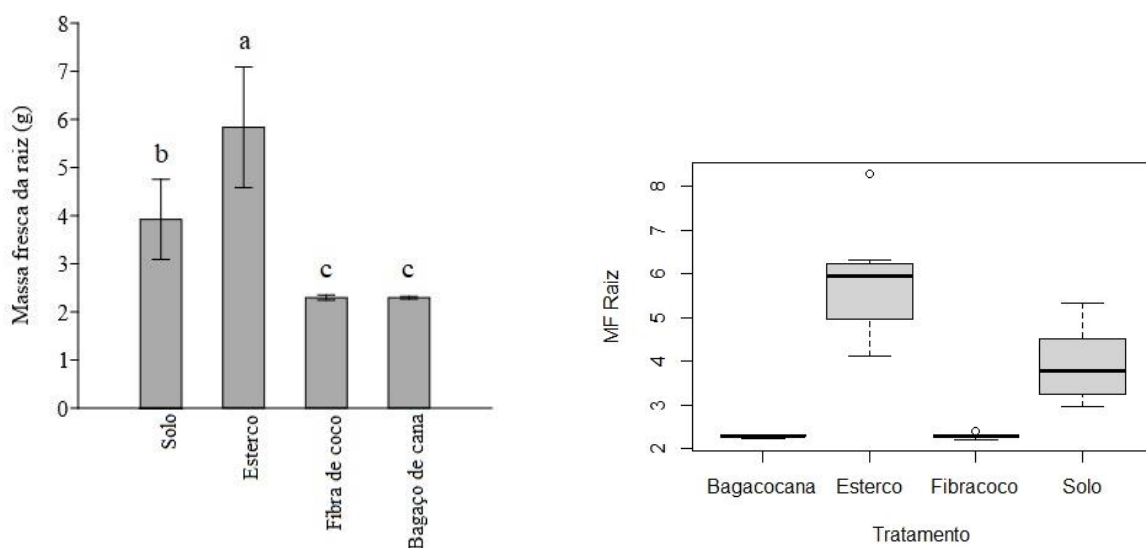 Massa fresca da raiz (g)
8
7
6
5
4
3
2
1
0
b
a
c
c
Solo
Esterco
Fibra de coco
Bagaço de cana
MF Raiz
8
7
6
5
4
3
2
Bagacocana
Esterco
Fibracoco
Solo
Tratamento